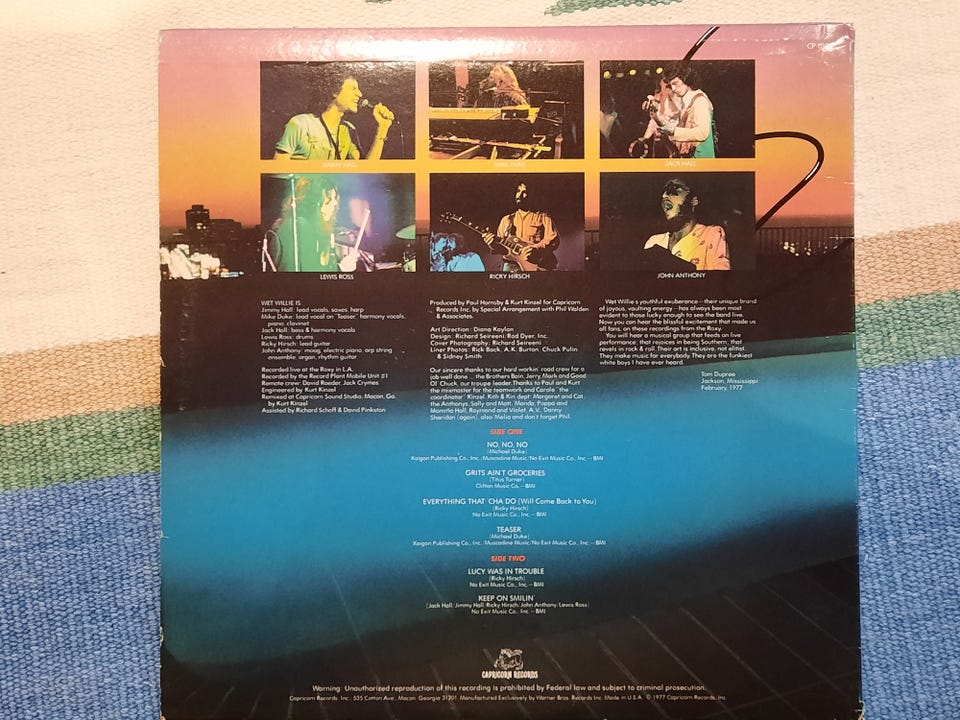 CP
JIMMY HALL
MIKE DUKE
JACK HALL
LEWIS ROSS
RICKY HIRSCH
JOHN ANTHONY
WET WILLIE IS
Jimmy Hall: lead vocals, saxes, harp
Mike Duke: lead vocal on "Teaser," harmony vocals,
piano, clavinet
Jack Hall: bass & harmony vocals
Lewis Ross: drums
Ricky Hirsch: lead guitar
John Anthony: moog, electric piano, arp string
ensemble, organ, rhythm guitar
Recorded live at the Roxy in L.A.
Recorded by the Record Plant Mobile Unit #1
Remote crew: David Roeder, Jack Crymes
Engineered by Kurt Kinzel
Remixed at Capricorn Sound Studio, Macon, Ga.
by Kurt Kinzel
Assisted by Richard Schoff & David Pinkston
Produced by Paul Hornsby & Kurt Kinzel for Capricorn
Records Inc. by Special Arrangement with Phil Walden
& Associates.
Art Direction: Diana Kaylan
Design: Richard Seireeni: Rod Dyer, Inc.
Cover Photography: Richard Seireeni
Liner Photos: Rick Back, A.K. Burton, Chuck Pulin
& Sidney Smith
Our sincere thanks to our hard workin' road crew for a
job well done ... the Brothers Bain, Jerry, Mark and Good
Ol' Chuck, our troupe leader. Thanks to Paul and Kurt
the mixmaster for the teamwork and Carole "the
coordinator" Kinzel. Kith & Kin dept: Margaret and Cat,
the Anthonys, Sally and Matt, Wanda, Poppa and
Momma Hall, Raymond and Violet, A.V., Danny
Sheridan (again), also Melia and don't forget Phil.
Wet Willie's youthful exuberance—their unique brand
of joyous, vaulting energy—has always been most
evident to those lucky enough to see the band live.
Now you can hear the blissful excitement that made us
all fans, on these recordings from the Roxy.
You will hear a musical group that feeds on live
performance; that rejoices in being Southern; that
revels in rock & roll. Their art is inclusive, not elitist.
They make music for everybody. They are the funkiest
white boys I have ever heard.
Tom Dupree
Jackson, Mississippi
February, 1977
SIDE ONE
NO, NO, NO
(Michael Duke)
Kaigon Publishing Co., Inc./Muscadine Music/No Exit Music Co., Inc.—BMI
GRITS AIN'T GROCERIES
(Titus Turner)
Clifton Music Co.—BMI
EVERYTHING THAT 'CHA DO (Will Come Back to You)
(Ricky Hirsch)
No Exit Music Co., Inc.—BMI
TEASER
(Michael Duke)
Kaigon Publishing Co., Inc./Muscadine Music/No Exit Music Co., Inc.—BMI
SIDE TWO
LUCY WAS IN TROUBLE
(Ricky Hirsch)
No Exit Music Co., Inc.—BMI
KEEP ON SMILIN'
(Jack Hall/Jimmy Hall/Ricky Hirsch/John Anthony/Lewis Ross)
No Exit Music Co., Inc.—BMI
CAPRICORN RECORDS
Warning: Unauthorized reproduction of this recording is prohibited by Federal law and subject to criminal prosecution.
Capricorn Records, Inc., 535 Cotton Ave., Macon, Georgia 31201. Manufactured Exclusively by Warner Bros. Records Inc. Made in U.S.A. © 1977 Capricorn Records, Inc.